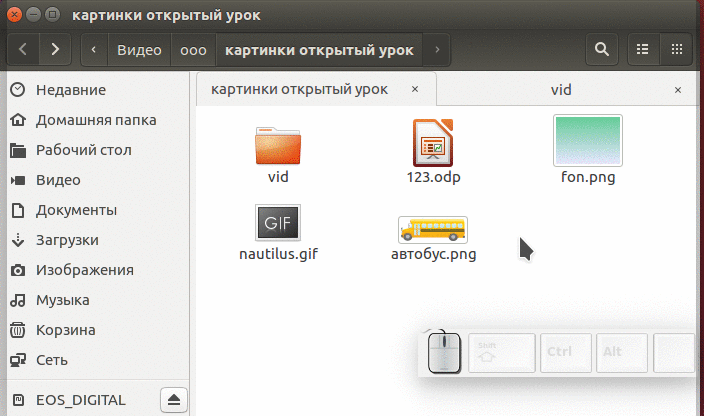 картинки открытый урок
Видео
ооо
картинки открытый урок
картинки открытый урок
vid
Недавние
Домашняя папка
Рабочий стол
Видео
Документы
Загрузки
Изображения
Музыка
Корзина
Сеть
EOS_DIGITAL
vid
123.odp
fon.png
GIF
nautilus.gif
автобус.png
Shift
Ctrl
Alt